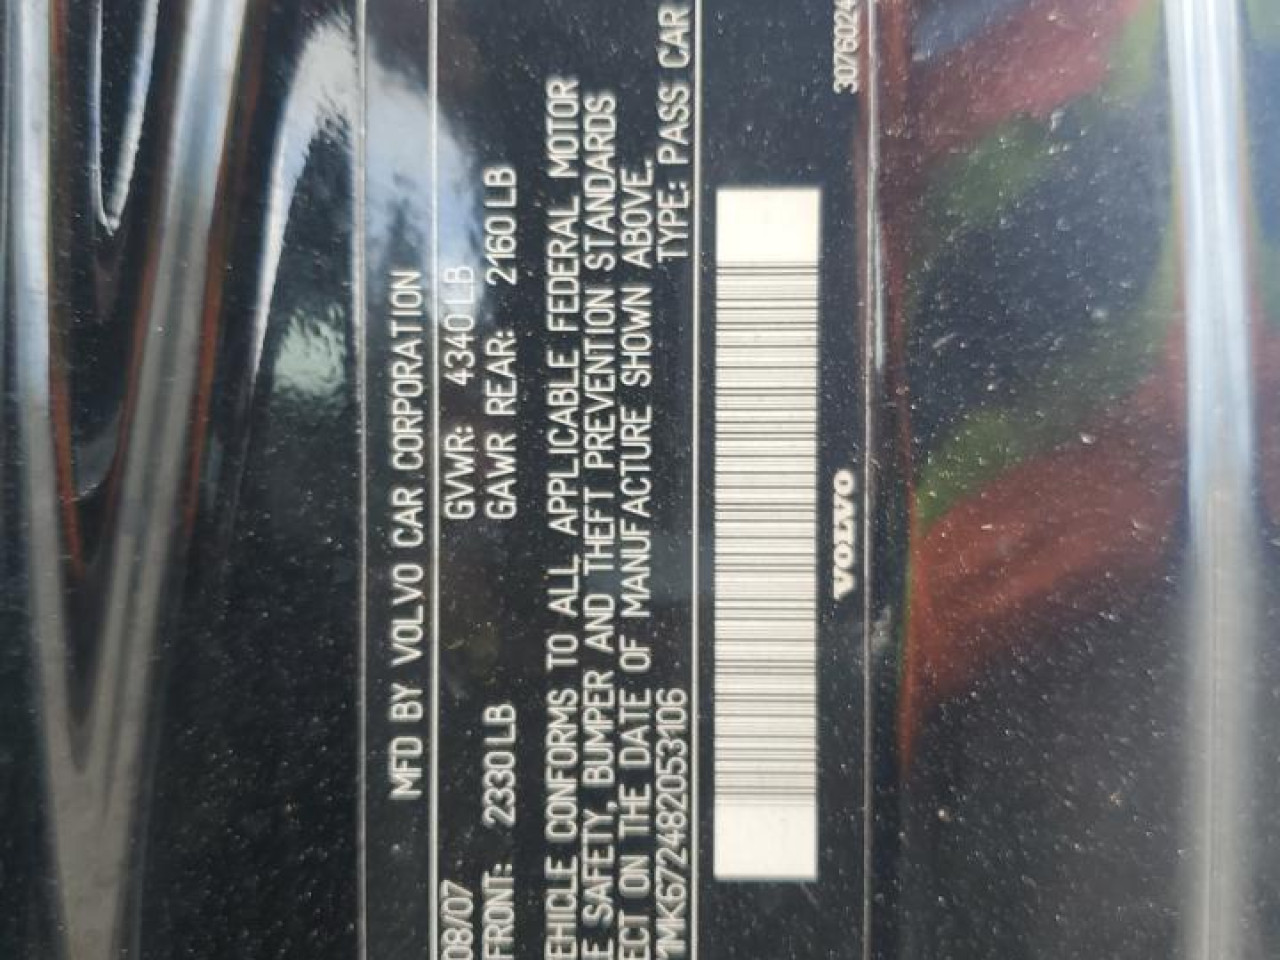 MFD BY VOLVO CAR CORPORATION
08/07 GVWR: 4340 LB
FRONT: 2330 LB GAWR REAR: 2160 LB
EHICLE CONFORMS TO ALL APPLICABLE FEDERAL MOTOR
E SAFETY, BUMPER AND THEFT PREVENTION STANDARDS
ECT ON THE DATE OF MANUFACTURE SHOWN ABOVE.
1MK672482053106 TYPE: PASS CAR
VOLVO 3076024